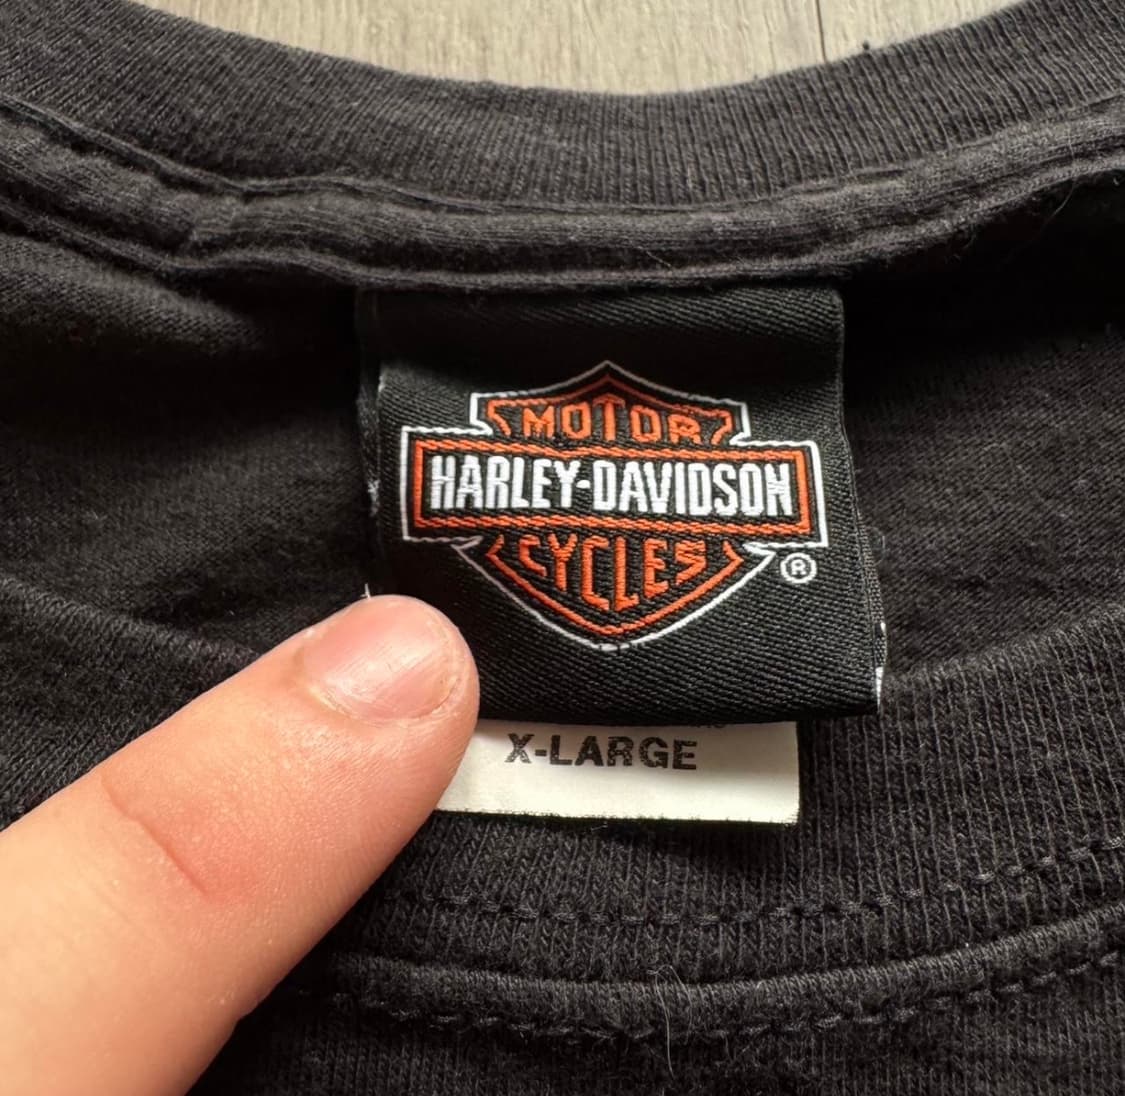 MOTOR
HARLEY-DAVIDSON
CYCLES
®
X-LARGE